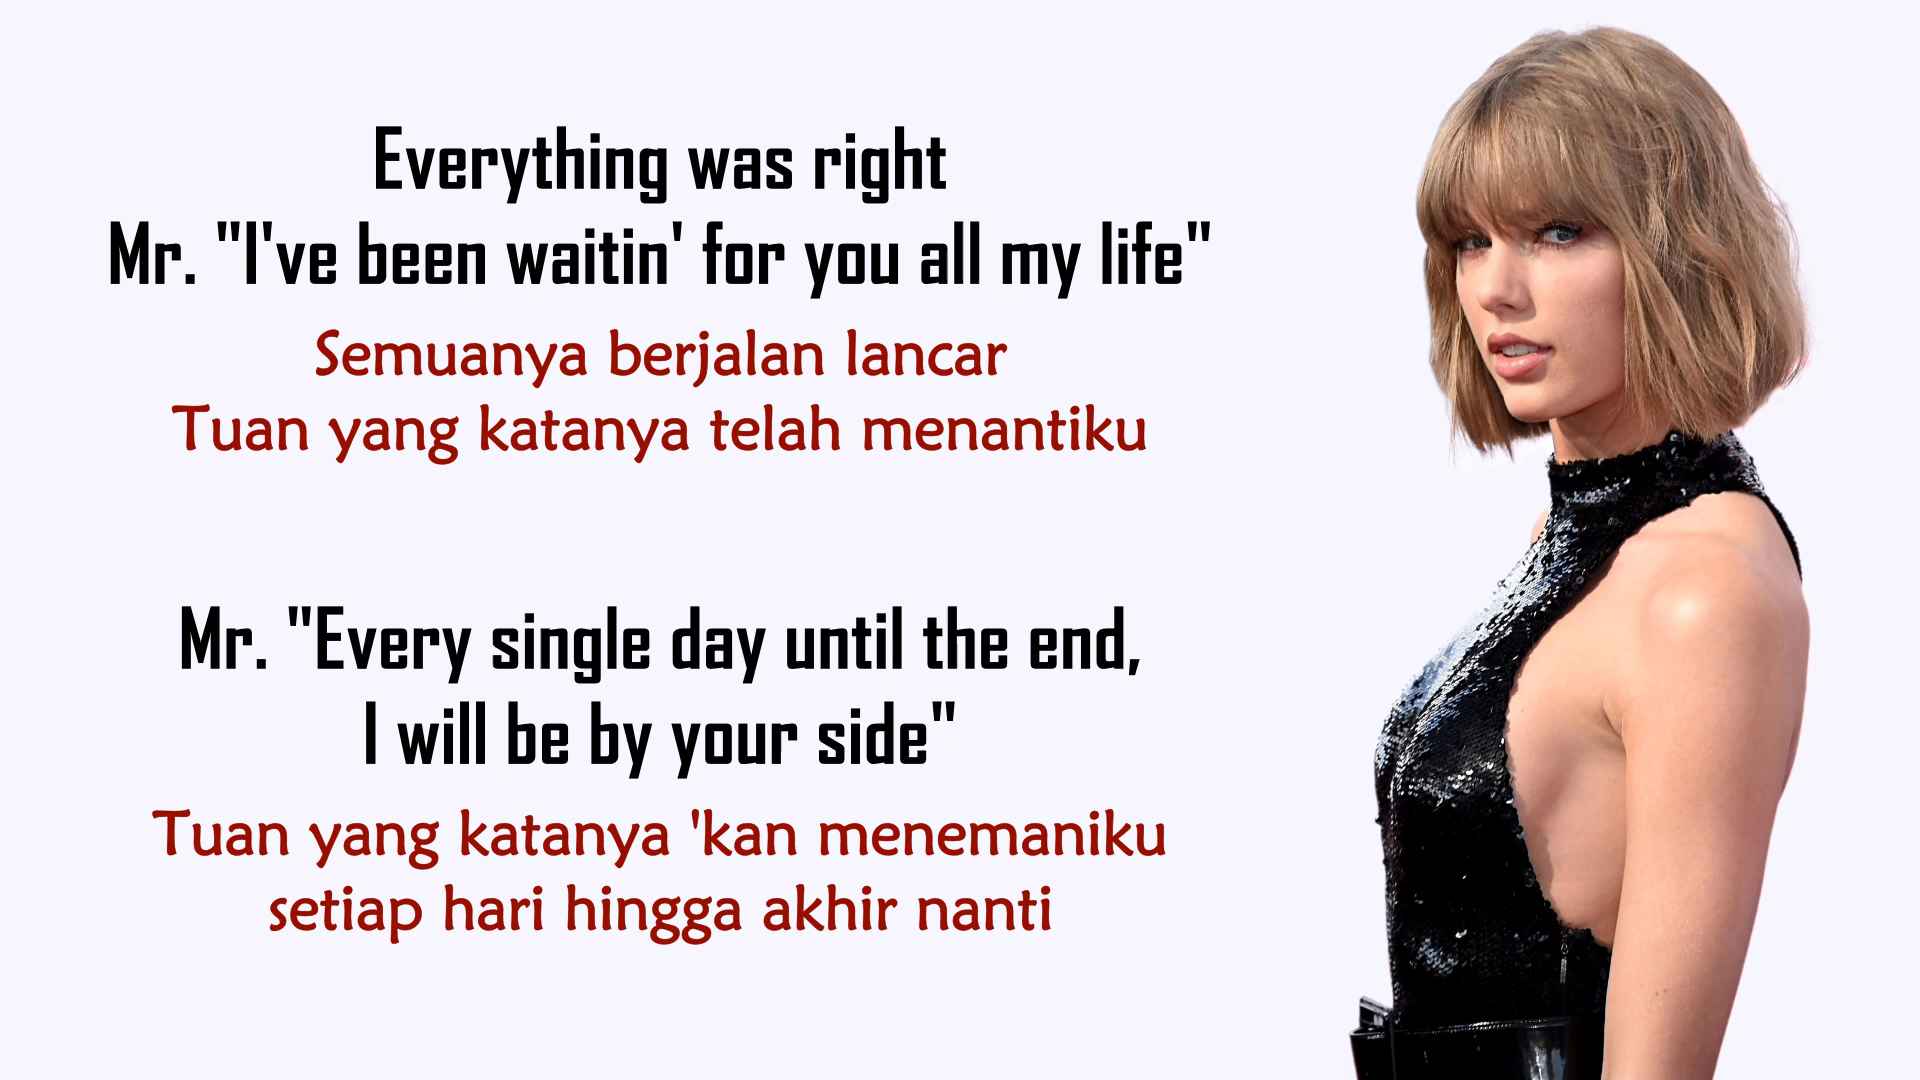 Everything was right
Mr. "I've been waitin' for you all my life"
Semuanya berjalan lancar
Tuan yang katanya telah menantiku
Mr. "Every single day until the end,
I will be by your side"
Tuan yang katanya 'kan menemaniku
setiap hari hingga akhir nanti